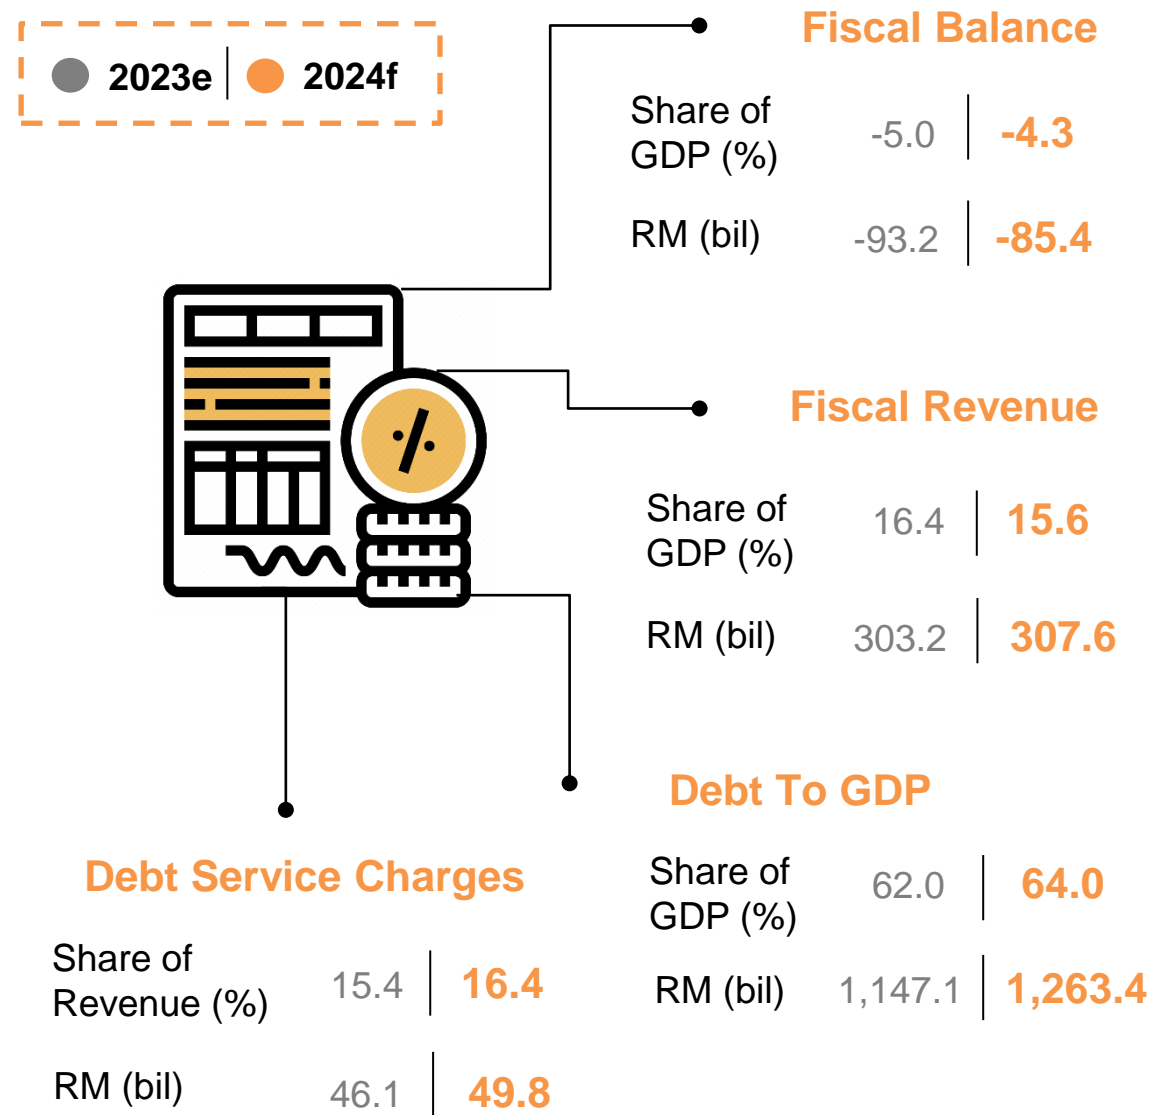 2023e 2024f
Fiscal Balance
Share of
GDP (%)
-5.0 -4.3
RM (bil) -93.2 -85.4
%
Fiscal Revenue
Share of
GDP (%)
16.4 15.6
RM (bil) 303.2 307.6
Debt To GDP
Share of
GDP (%)
62.0 64.0
RM (bil) 1,147.1 1,263.4
Debt Service Charges
Share of
Revenue (%)
15.4 16.4
RM (bil) 46.1 49.8